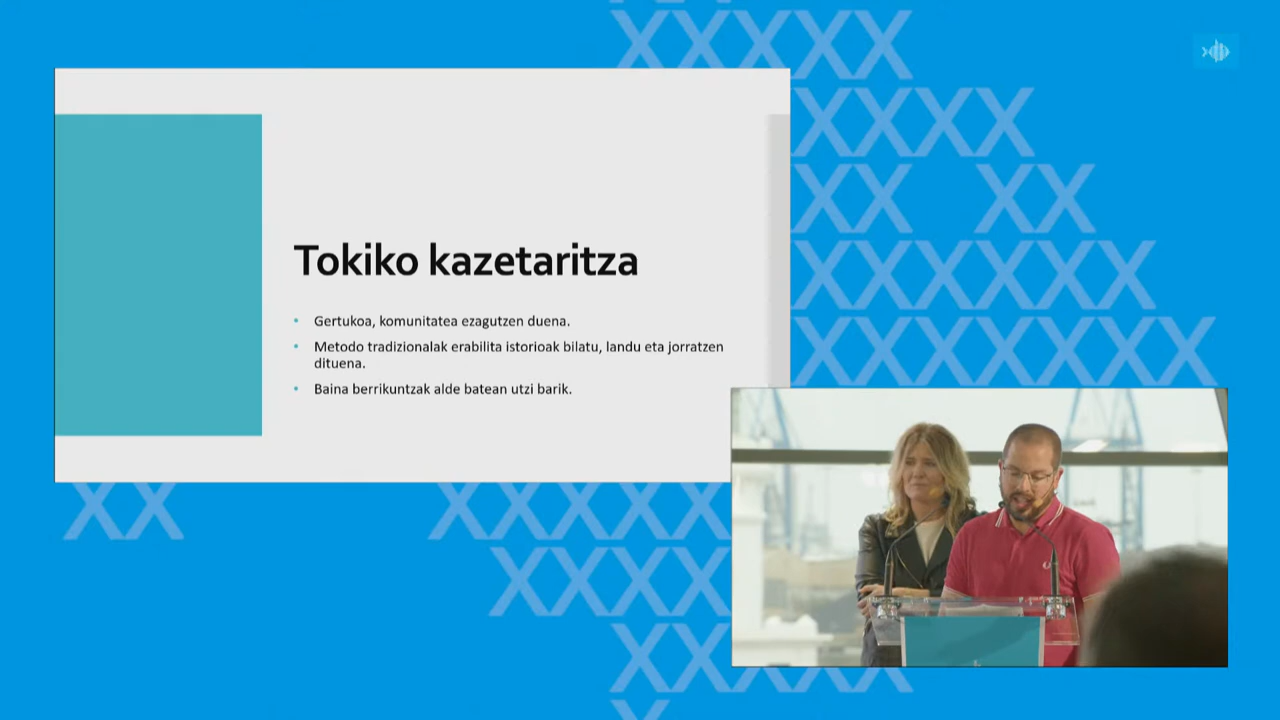 Tokiko kazetaritza
• Gertukoa, komunitatea ezagutzen duena.
• Metodo tradizionalak erabilita istorioak bilatu, landu eta jorratzen
dituena.
• Baina berrikuntzak alde batean utzi barik.